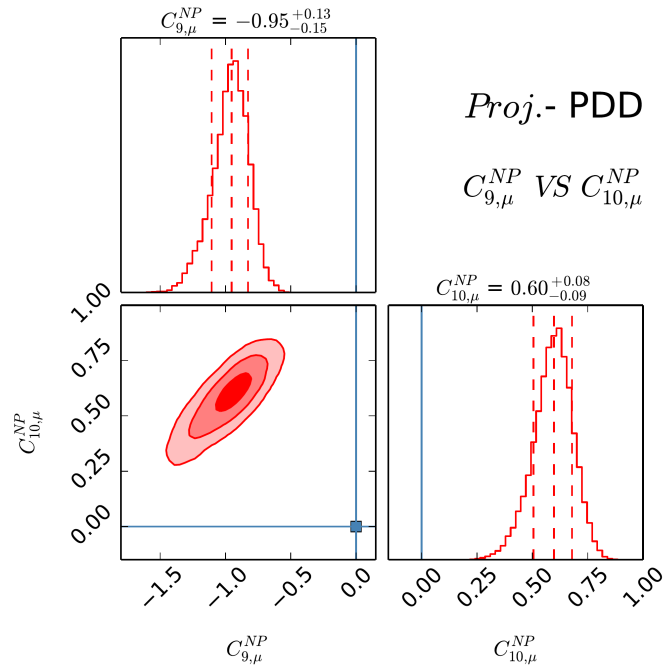 C_{9,μ}^{NP} = −0.95^{+0.13}_{−0.15}
Proj.- PDD
C_{9,μ}^{NP} VS C_{10,μ}^{NP}
C_{10,μ}^{NP} = 0.60^{+0.08}_{−0.09}
1.00
0.75
0.50
0.25
0.00
C_{10,μ}^{NP}
−1.5 −1.0 −0.5 0.0
0.00 0.25 0.50 0.75 1.00
C_{9,μ}^{NP}
C_{10,μ}^{NP}